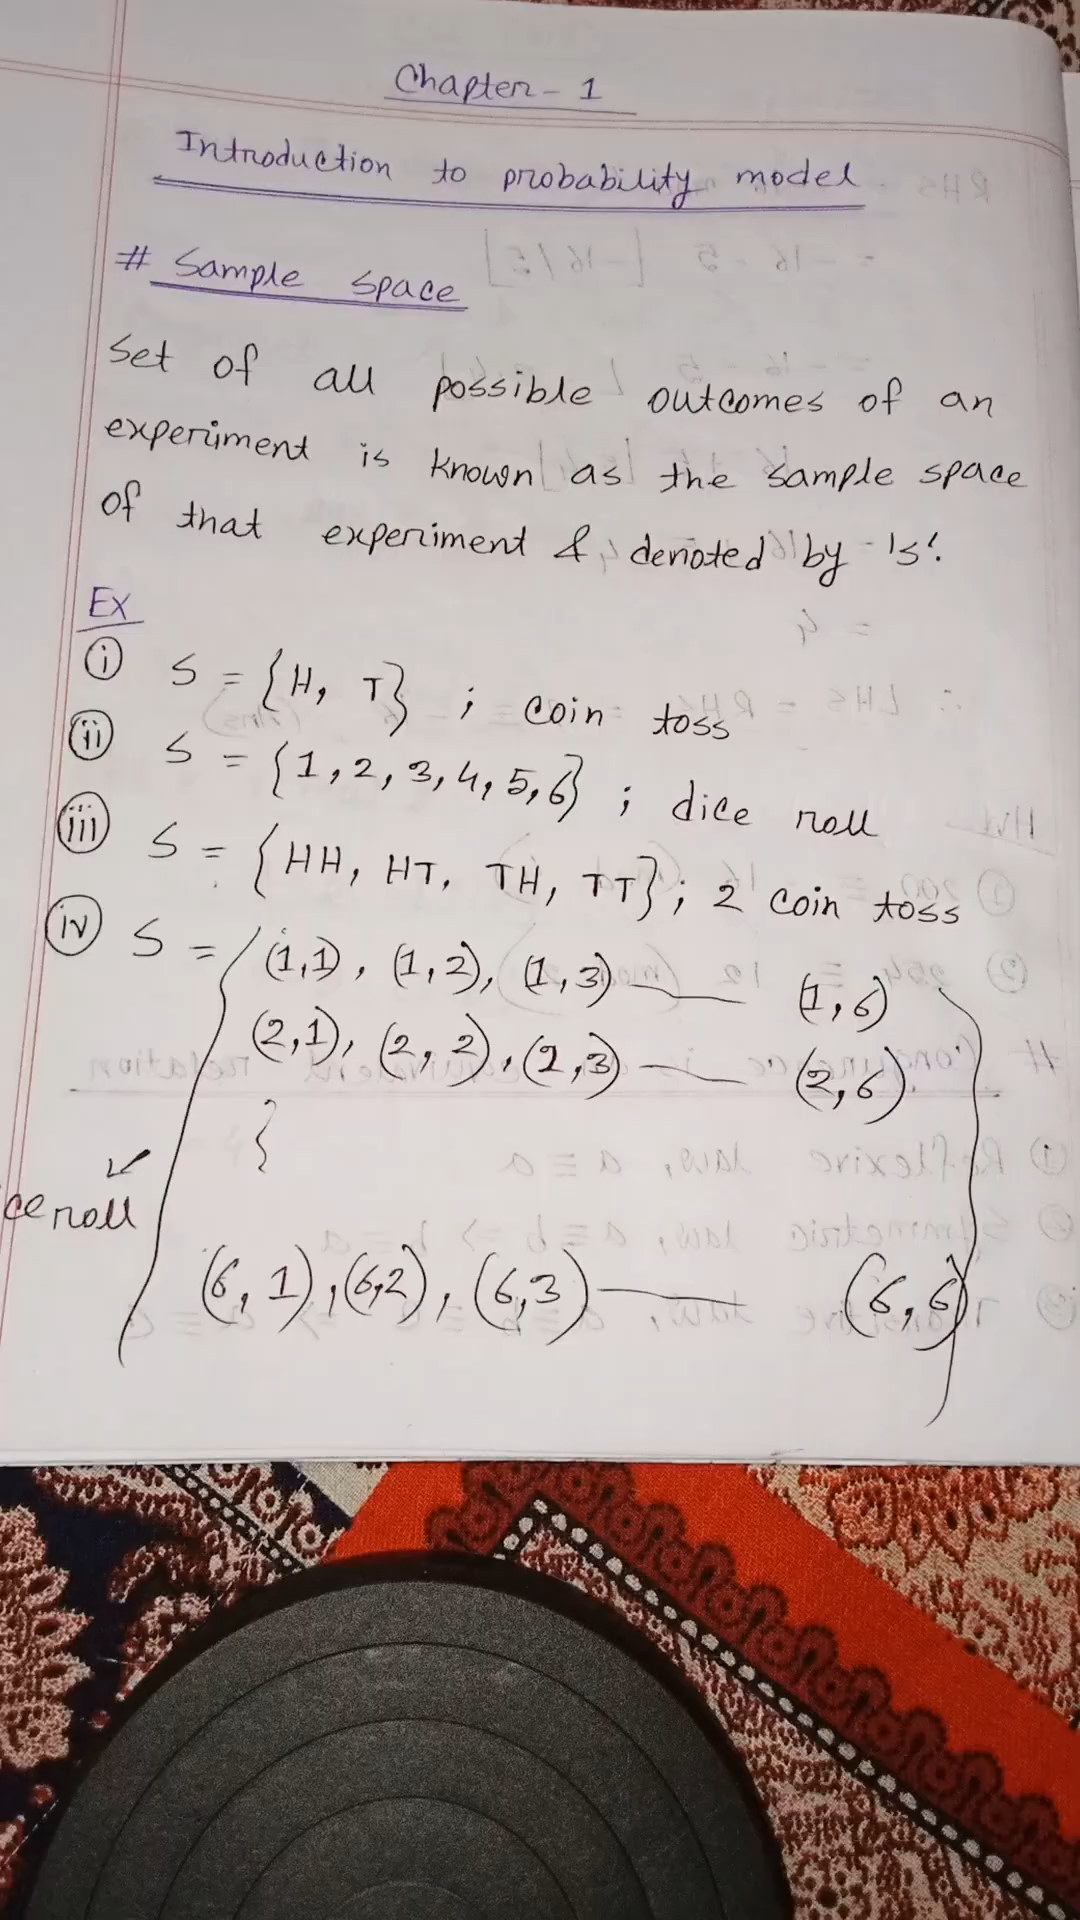 Chapter - 1
Introduction to probability model
# Sample space
Set of all possible outcomes of an
experiment is known as the sample space
of that experiment & denoted by 's'.
Ex
(i) S = {H, T} ; coin toss
(ii) S = {1, 2, 3, 4, 5, 6} ; dice roll
(iii) S = {HH, HT, TH, TT} ; 2 coin toss
(iv) S = { (1,1), (1,2), (1,3) —— (1,6)
(2,1), (2,2), (2,3) —— (2,6)
(6,1), (6,2), (6,3) —— (6,6) }
ce roll